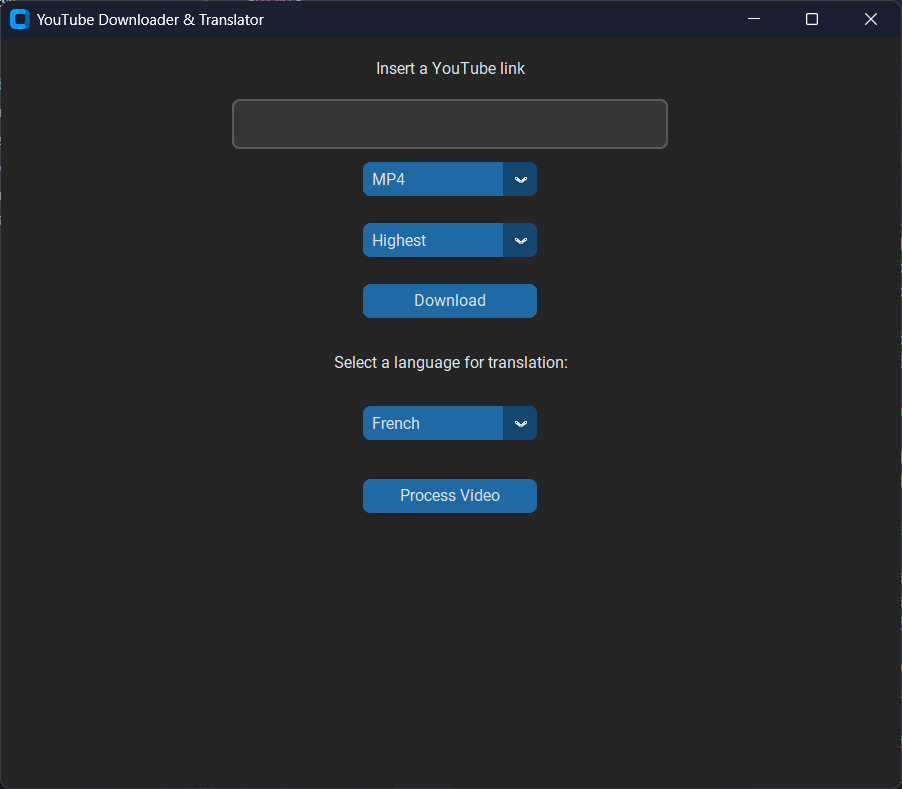 YouTube Downloader & Translator
Insert a YouTube link
MP4
Highest
Download
Select a language for translation:
French
Process Video